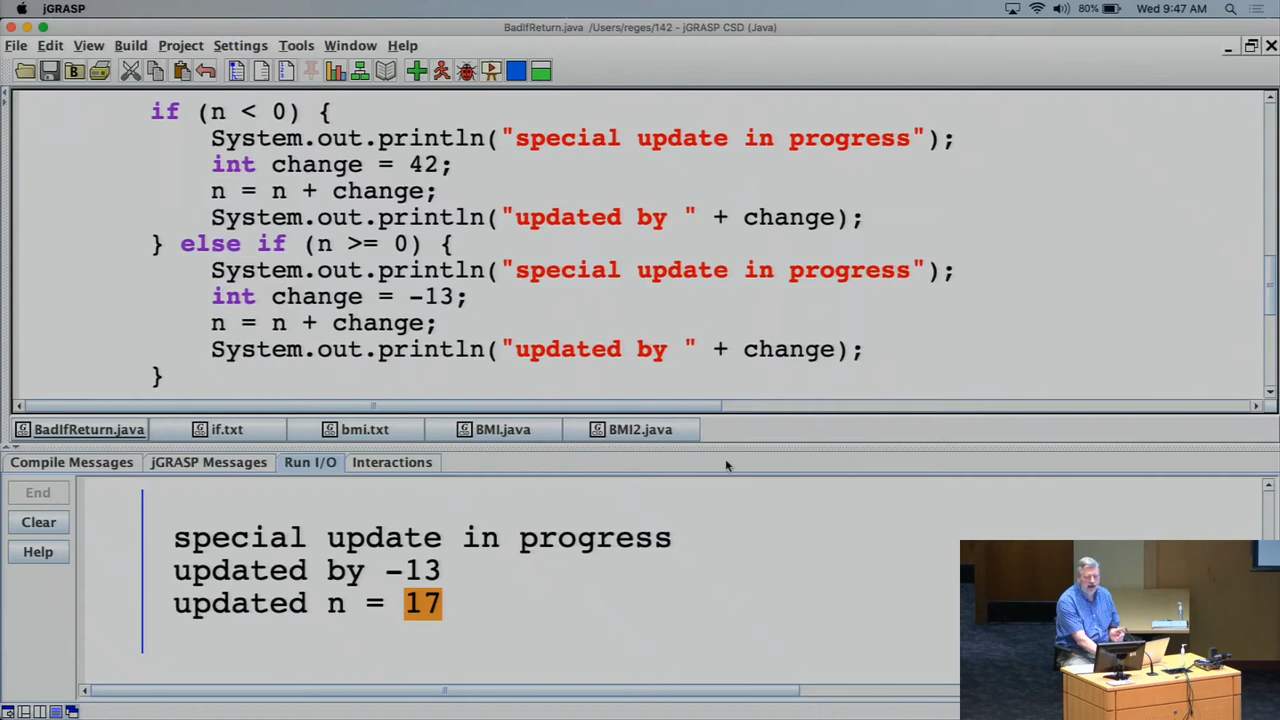 jGRASP
80%
Wed 9:47 AM
BadIfReturn.java /Users/reges/142 - jGRASP CSD (Java)
File Edit View Build Project Settings Tools Window Help
if (n < 0) {
System.out.println("special update in progress");
int change = 42;
n = n + change;
System.out.println("updated by " + change);
} else if (n >= 0) {
System.out.println("special update in progress");
int change = -13;
n = n + change;
System.out.println("updated by " + change);
}
BadIfReturn.java if.txt bmi.txt BMI.java BMI2.java
Compile Messages jGRASP Messages Run I/O Interactions
End
Clear
Help
special update in progress
updated by -13
updated n = 17